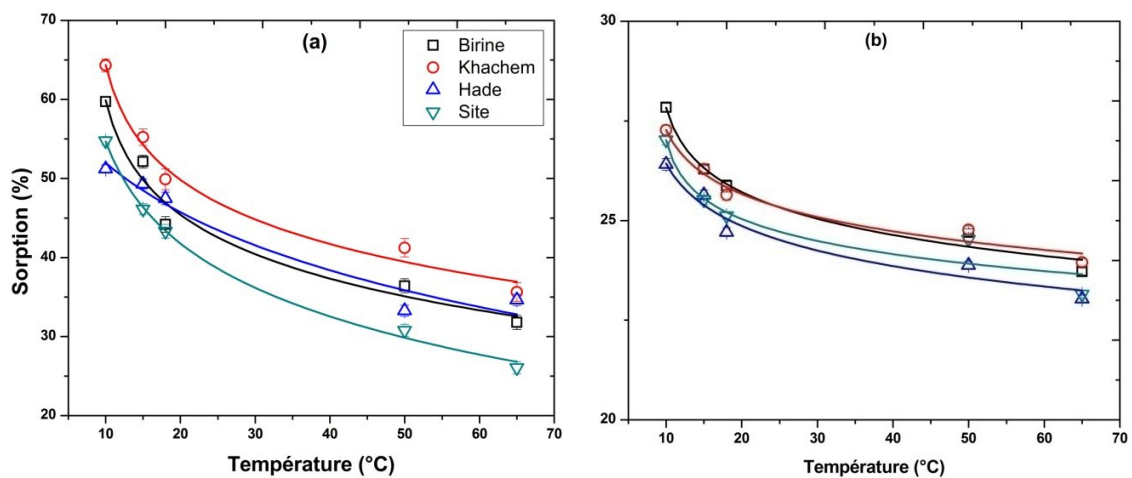 (a)
Birine
Khachem
Hade
Site
70
60
50
40
30
20
Sorption (%)
10 20 30 40 50 60 70
Température (°C)
(b)
30
25
20
10 20 30 40 50 60 70
Température (°C)